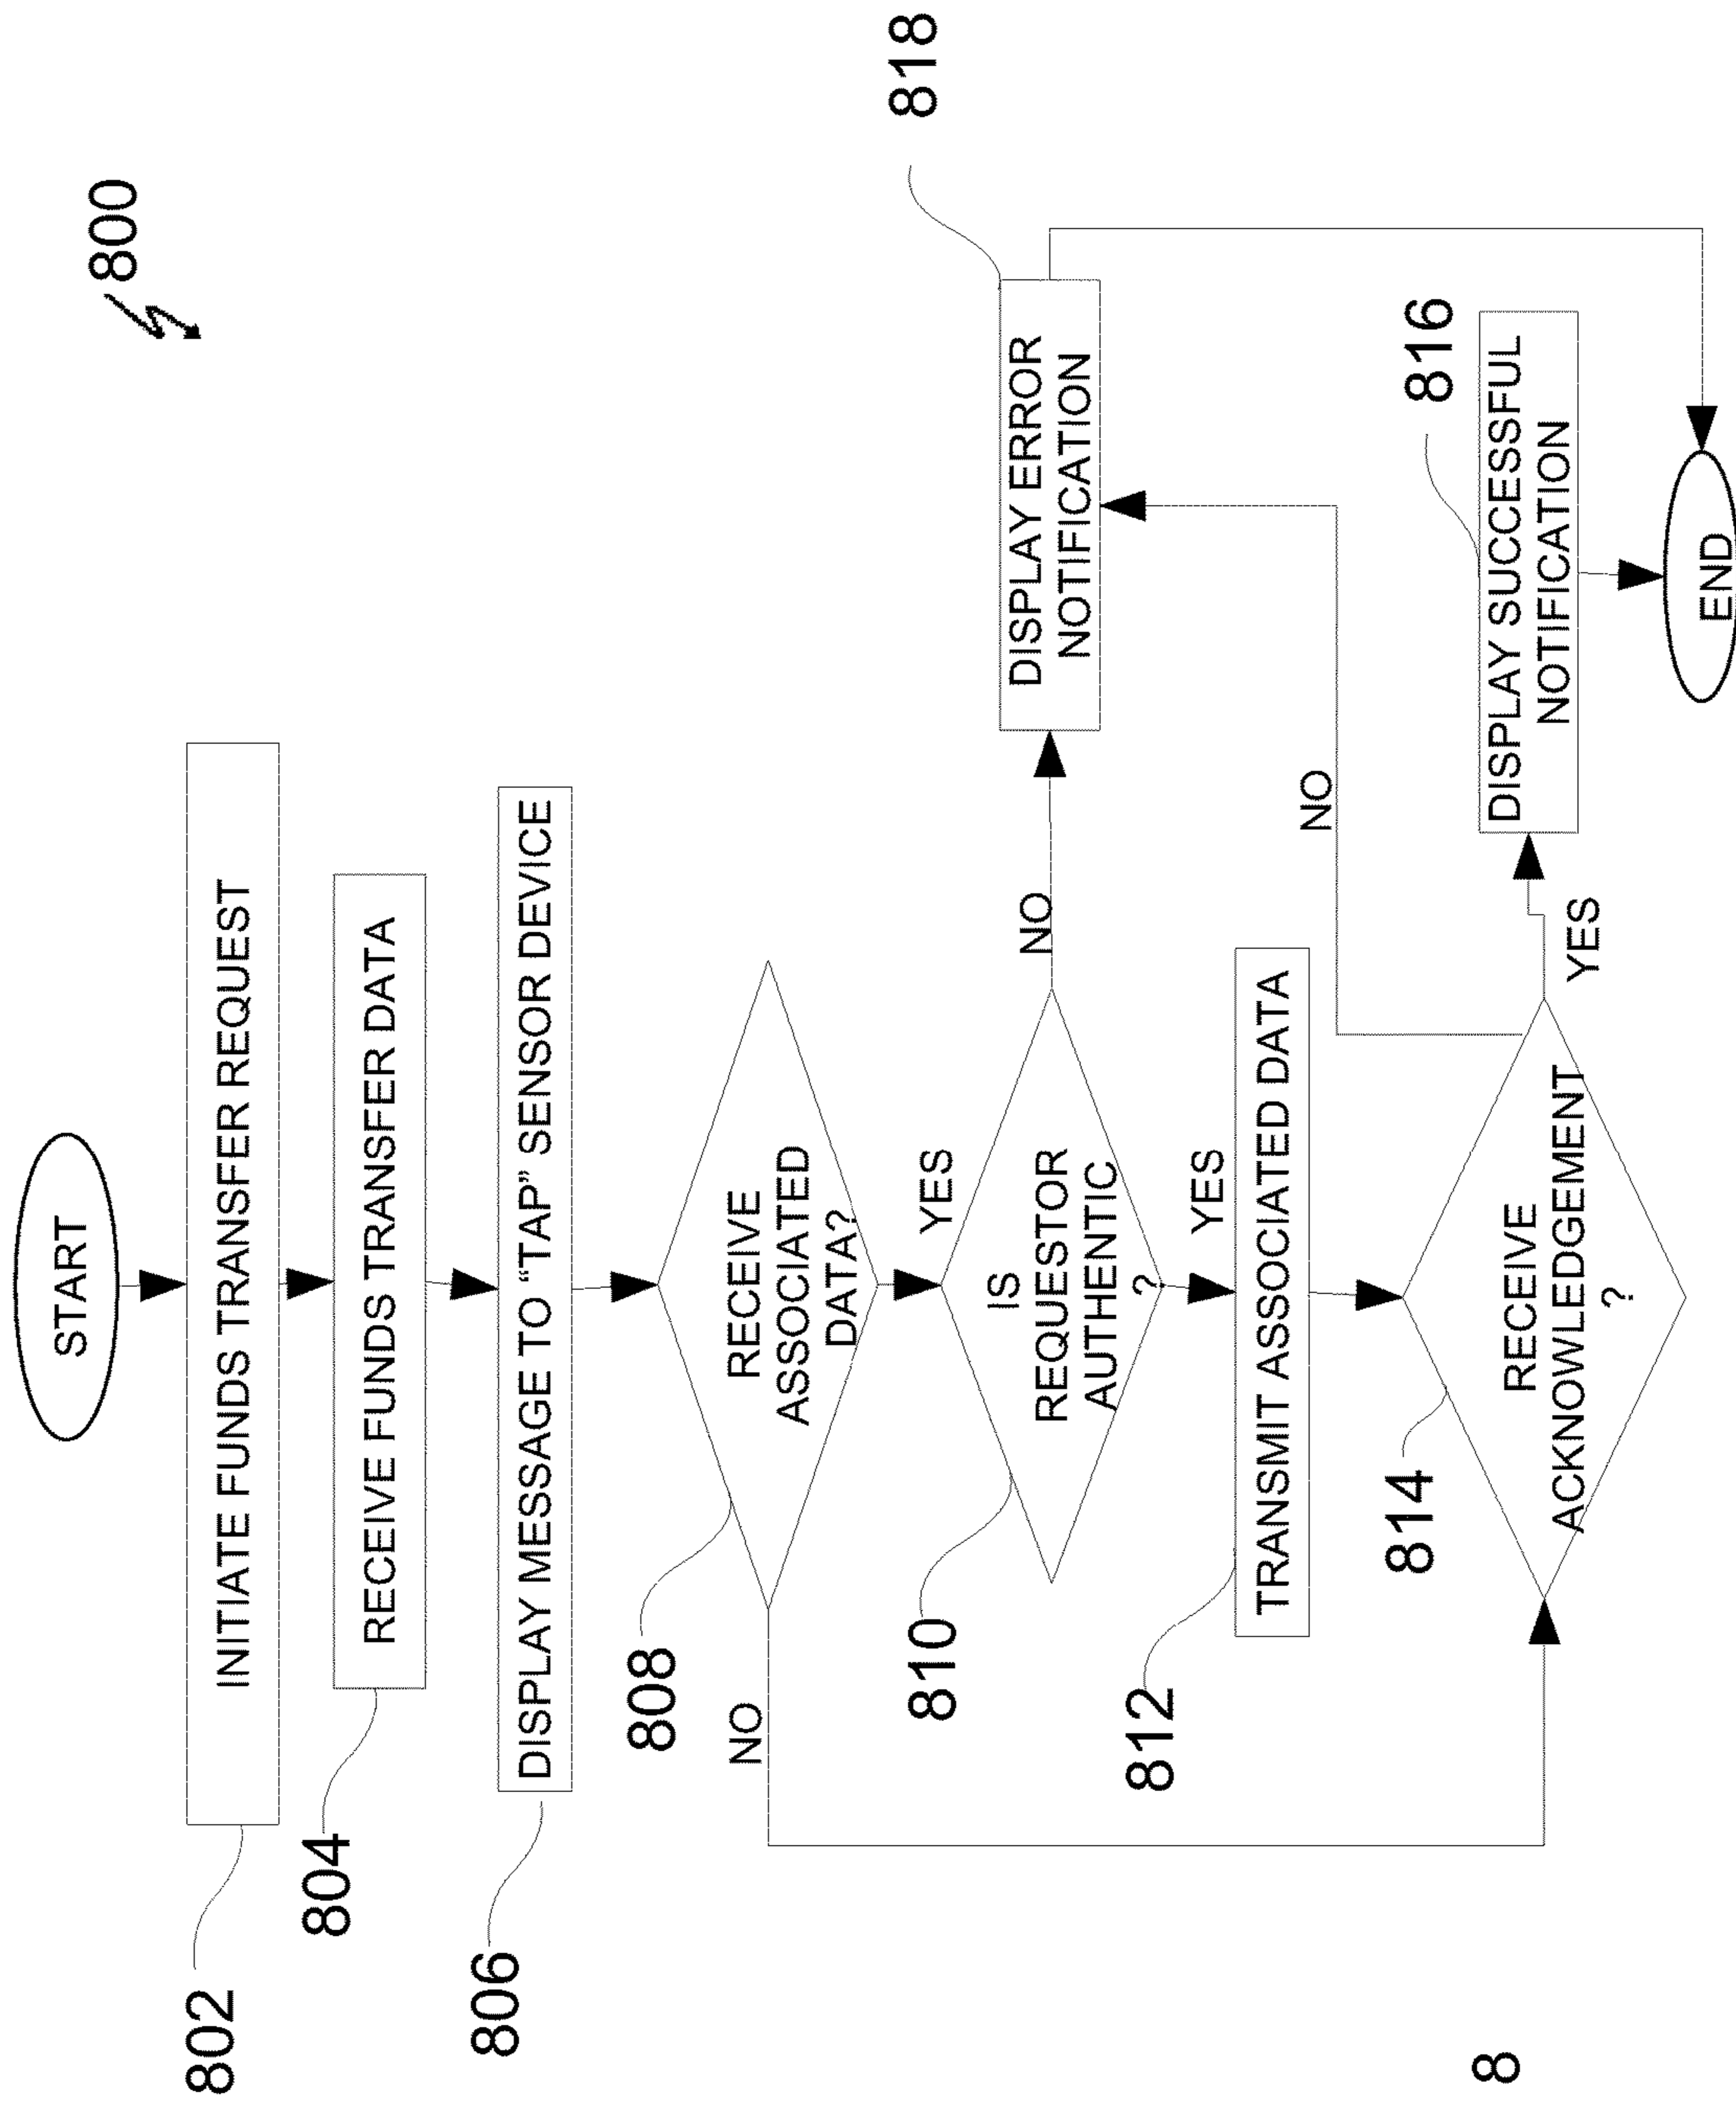 800
START
802
INITIATE FUNDS TRANSFER REQUEST
804
RECEIVE FUNDS TRANSFER DATA
806
DISPLAY MESSAGE TO “TAP” SENSOR DEVICE
808
RECEIVE
ASSOCIATED
DATA?
NO
YES
810
IS
REQUESTOR
AUTHENTIC
?
NO
818
DISPLAY ERROR
NOTIFICATION
YES
812
TRANSMIT ASSOCIATED DATA
814
RECEIVE
ACKNOWLEDGEMENT
?
NO
YES
816
DISPLAY SUCCESSFUL
NOTIFICATION
END
8